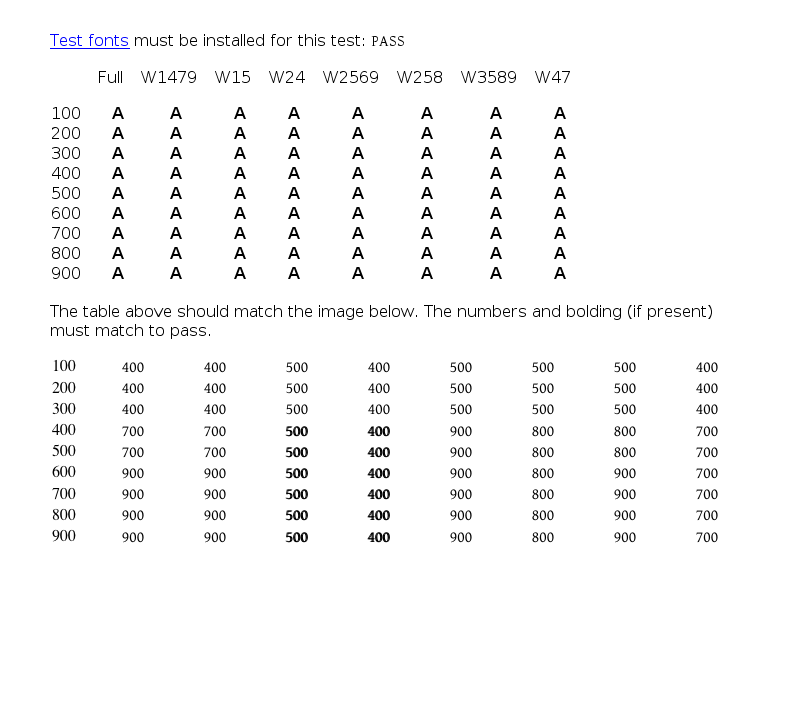 Test fonts must be installed for this test: PASS
Full W1479 W15 W24 W2569 W258 W3589 W47
100 A A A A A A A A
200 A A A A A A A A
300 A A A A A A A A
400 A A A A A A A A
500 A A A A A A A A
600 A A A A A A A A
700 A A A A A A A A
800 A A A A A A A A
900 A A A A A A A A
The table above should match the image below. The numbers and bolding (if present)
must match to pass.
100 400 400 500 400 500 500 500 400
200 400 400 500 400 500 500 500 400
300 400 400 500 400 500 500 500 400
400 700 700 500 400 900 800 800 700
500 700 700 500 400 900 800 800 700
600 900 900 500 400 900 800 900 700
700 900 900 500 400 900 800 900 700
800 900 900 500 400 900 800 900 700
900 900 900 500 400 900 800 900 700